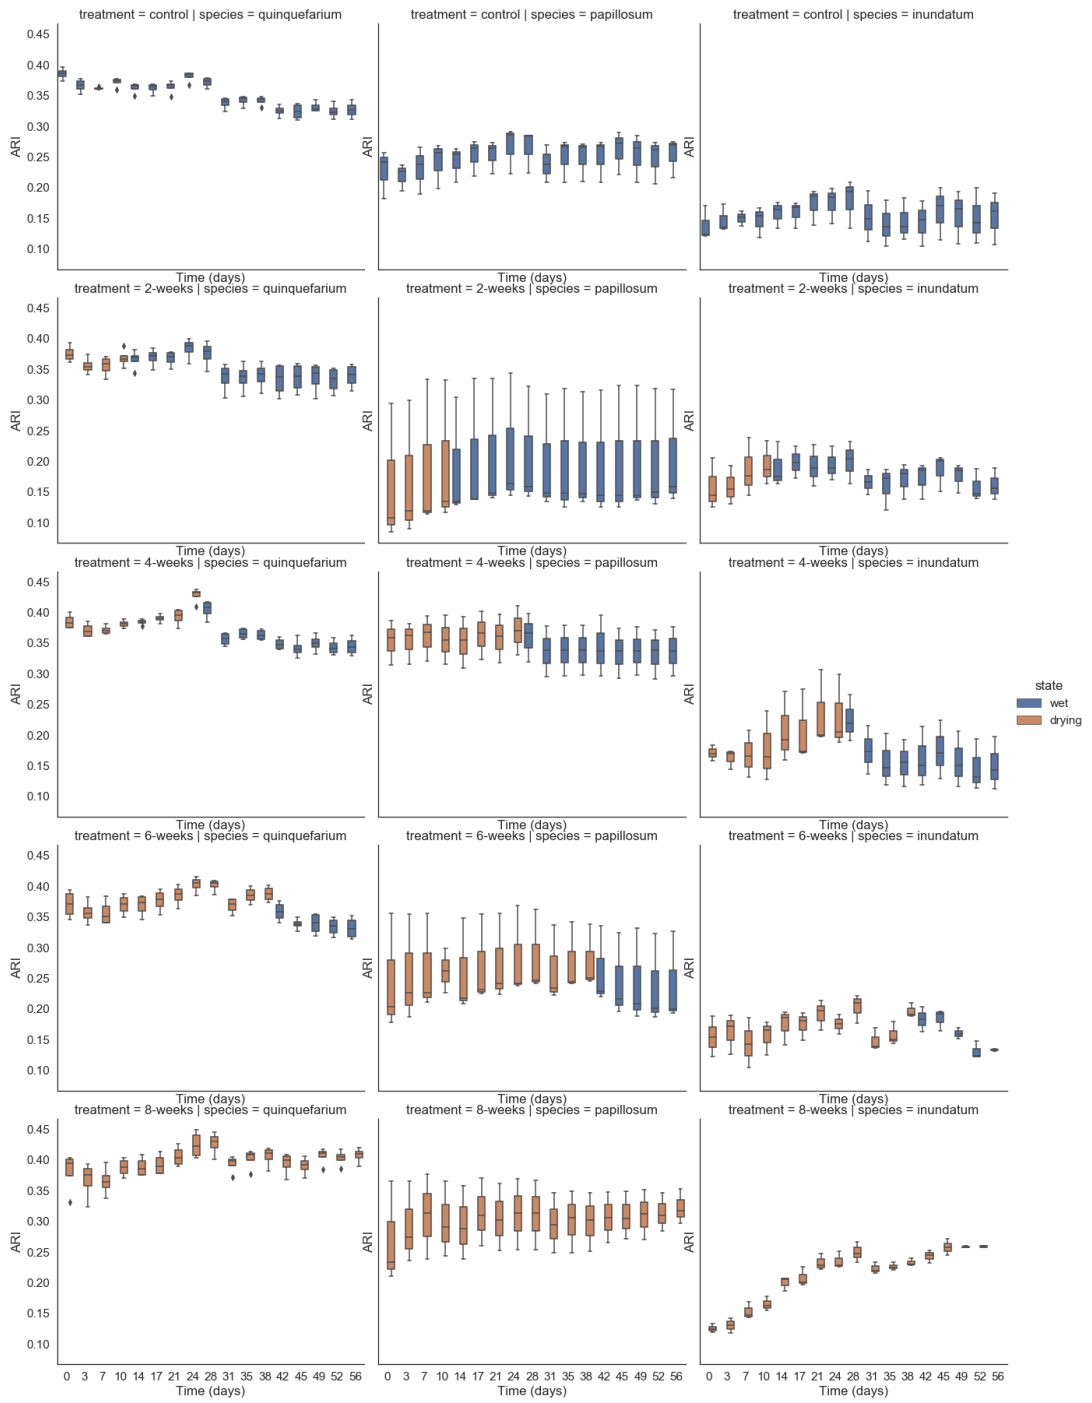 treatment = control | species = quinquefarium
treatment = control | species = papillosum
treatment = control | species = inundatum
0.45
0.40
0.35
0.30
0.25
0.20
0.15
0.10
ARI
ARI
ARI
Time (days)
Time (days)
Time (days)
treatment = 2-weeks | species = quinquefarium
treatment = 2-weeks | species = papillosum
treatment = 2-weeks | species = inundatum
0.45
0.40
0.35
0.30
0.25
0.20
0.15
0.10
ARI
ARI
ARI
Time (days)
Time (days)
Time (days)
treatment = 4-weeks | species = quinquefarium
treatment = 4-weeks | species = papillosum
treatment = 4-weeks | species = inundatum
0.45
0.40
0.35
0.30
0.25
0.20
0.15
0.10
ARI
ARI
ARI
state
wet
drying
Time (days)
Time (days)
Time (days)
treatment = 6-weeks | species = quinquefarium
treatment = 6-weeks | species = papillosum
treatment = 6-weeks | species = inundatum
0.45
0.40
0.35
0.30
0.25
0.20
0.15
0.10
ARI
ARI
ARI
Time (days)
Time (days)
Time (days)
treatment = 8-weeks | species = quinquefarium
treatment = 8-weeks | species = papillosum
treatment = 8-weeks | species = inundatum
0.45
0.40
0.35
0.30
0.25
0.20
0.15
0.10
ARI
ARI
ARI
0 3 7 10 14 17 21 24 28 31 35 38 42 45 49 52 56
0 3 7 10 14 17 21 24 28 31 35 38 42 45 49 52 56
0 3 7 10 14 17 21 24 28 31 35 38 42 45 49 52 56
Time (days)
Time (days)
Time (days)